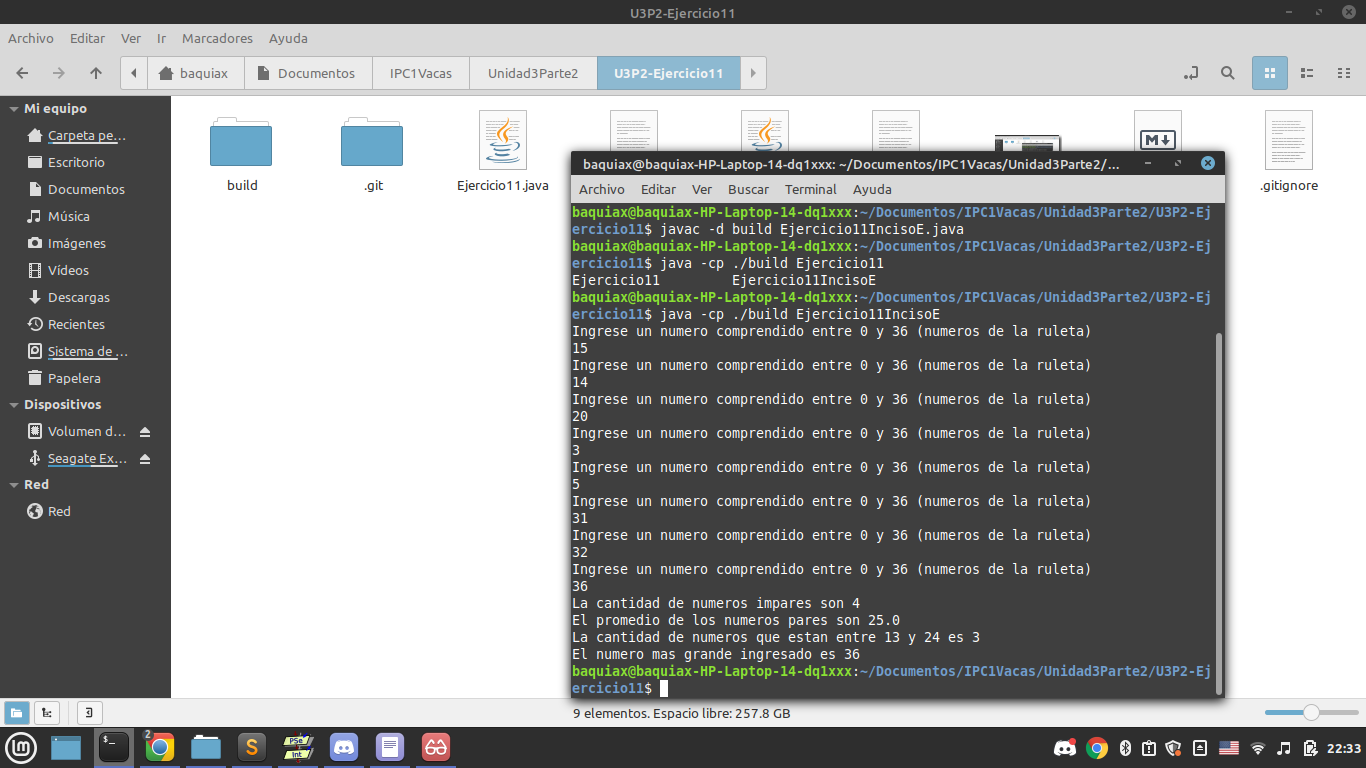 U3P2-Ejercicio11
Archivo Editar Ver Ir Marcadores Ayuda
baquiax Documentos IPC1Vacas Unidad3Parte2 U3P2-Ejercicio11
Mi equipo
Carpeta pe…
Escritorio
Documentos
Música
Imágenes
Vídeos
Descargas
Recientes
Sistema de …
Papelera
Dispositivos
Volumen d…
Seagate Ex…
Red
Red
build
.git
Ejercicio11.java
.gitignore
baquiax@baquiax-HP-Laptop-14-dq1xxx: ~/Documentos/IPC1Vacas/Unidad3Parte2/…
Archivo Editar Ver Buscar Terminal Ayuda
baquiax@baquiax-HP-Laptop-14-dq1xxx:~/Documentos/IPC1Vacas/Unidad3Parte2/U3P2-Ej
ercicio11$ javac -d build Ejercicio11IncisoE.java
baquiax@baquiax-HP-Laptop-14-dq1xxx:~/Documentos/IPC1Vacas/Unidad3Parte2/U3P2-Ej
ercicio11$ java -cp ./build Ejercicio11
Ejercicio11 Ejercicio11IncisoE
baquiax@baquiax-HP-Laptop-14-dq1xxx:~/Documentos/IPC1Vacas/Unidad3Parte2/U3P2-Ej
ercicio11$ java -cp ./build Ejercicio11IncisoE
Ingrese un numero comprendido entre 0 y 36 (numeros de la ruleta)
15
Ingrese un numero comprendido entre 0 y 36 (numeros de la ruleta)
14
Ingrese un numero comprendido entre 0 y 36 (numeros de la ruleta)
20
Ingrese un numero comprendido entre 0 y 36 (numeros de la ruleta)
3
Ingrese un numero comprendido entre 0 y 36 (numeros de la ruleta)
5
Ingrese un numero comprendido entre 0 y 36 (numeros de la ruleta)
31
Ingrese un numero comprendido entre 0 y 36 (numeros de la ruleta)
32
Ingrese un numero comprendido entre 0 y 36 (numeros de la ruleta)
36
La cantidad de numeros impares son 4
El promedio de los numeros pares son 25.0
La cantidad de numeros que estan entre 13 y 24 es 3
El numero mas grande ingresado es 36
baquiax@baquiax-HP-Laptop-14-dq1xxx:~/Documentos/IPC1Vacas/Unidad3Parte2/U3P2-Ej
ercicio11$
9 elementos. Espacio libre: 257.8 GB
$_
2
S
PSe
Int
22:33